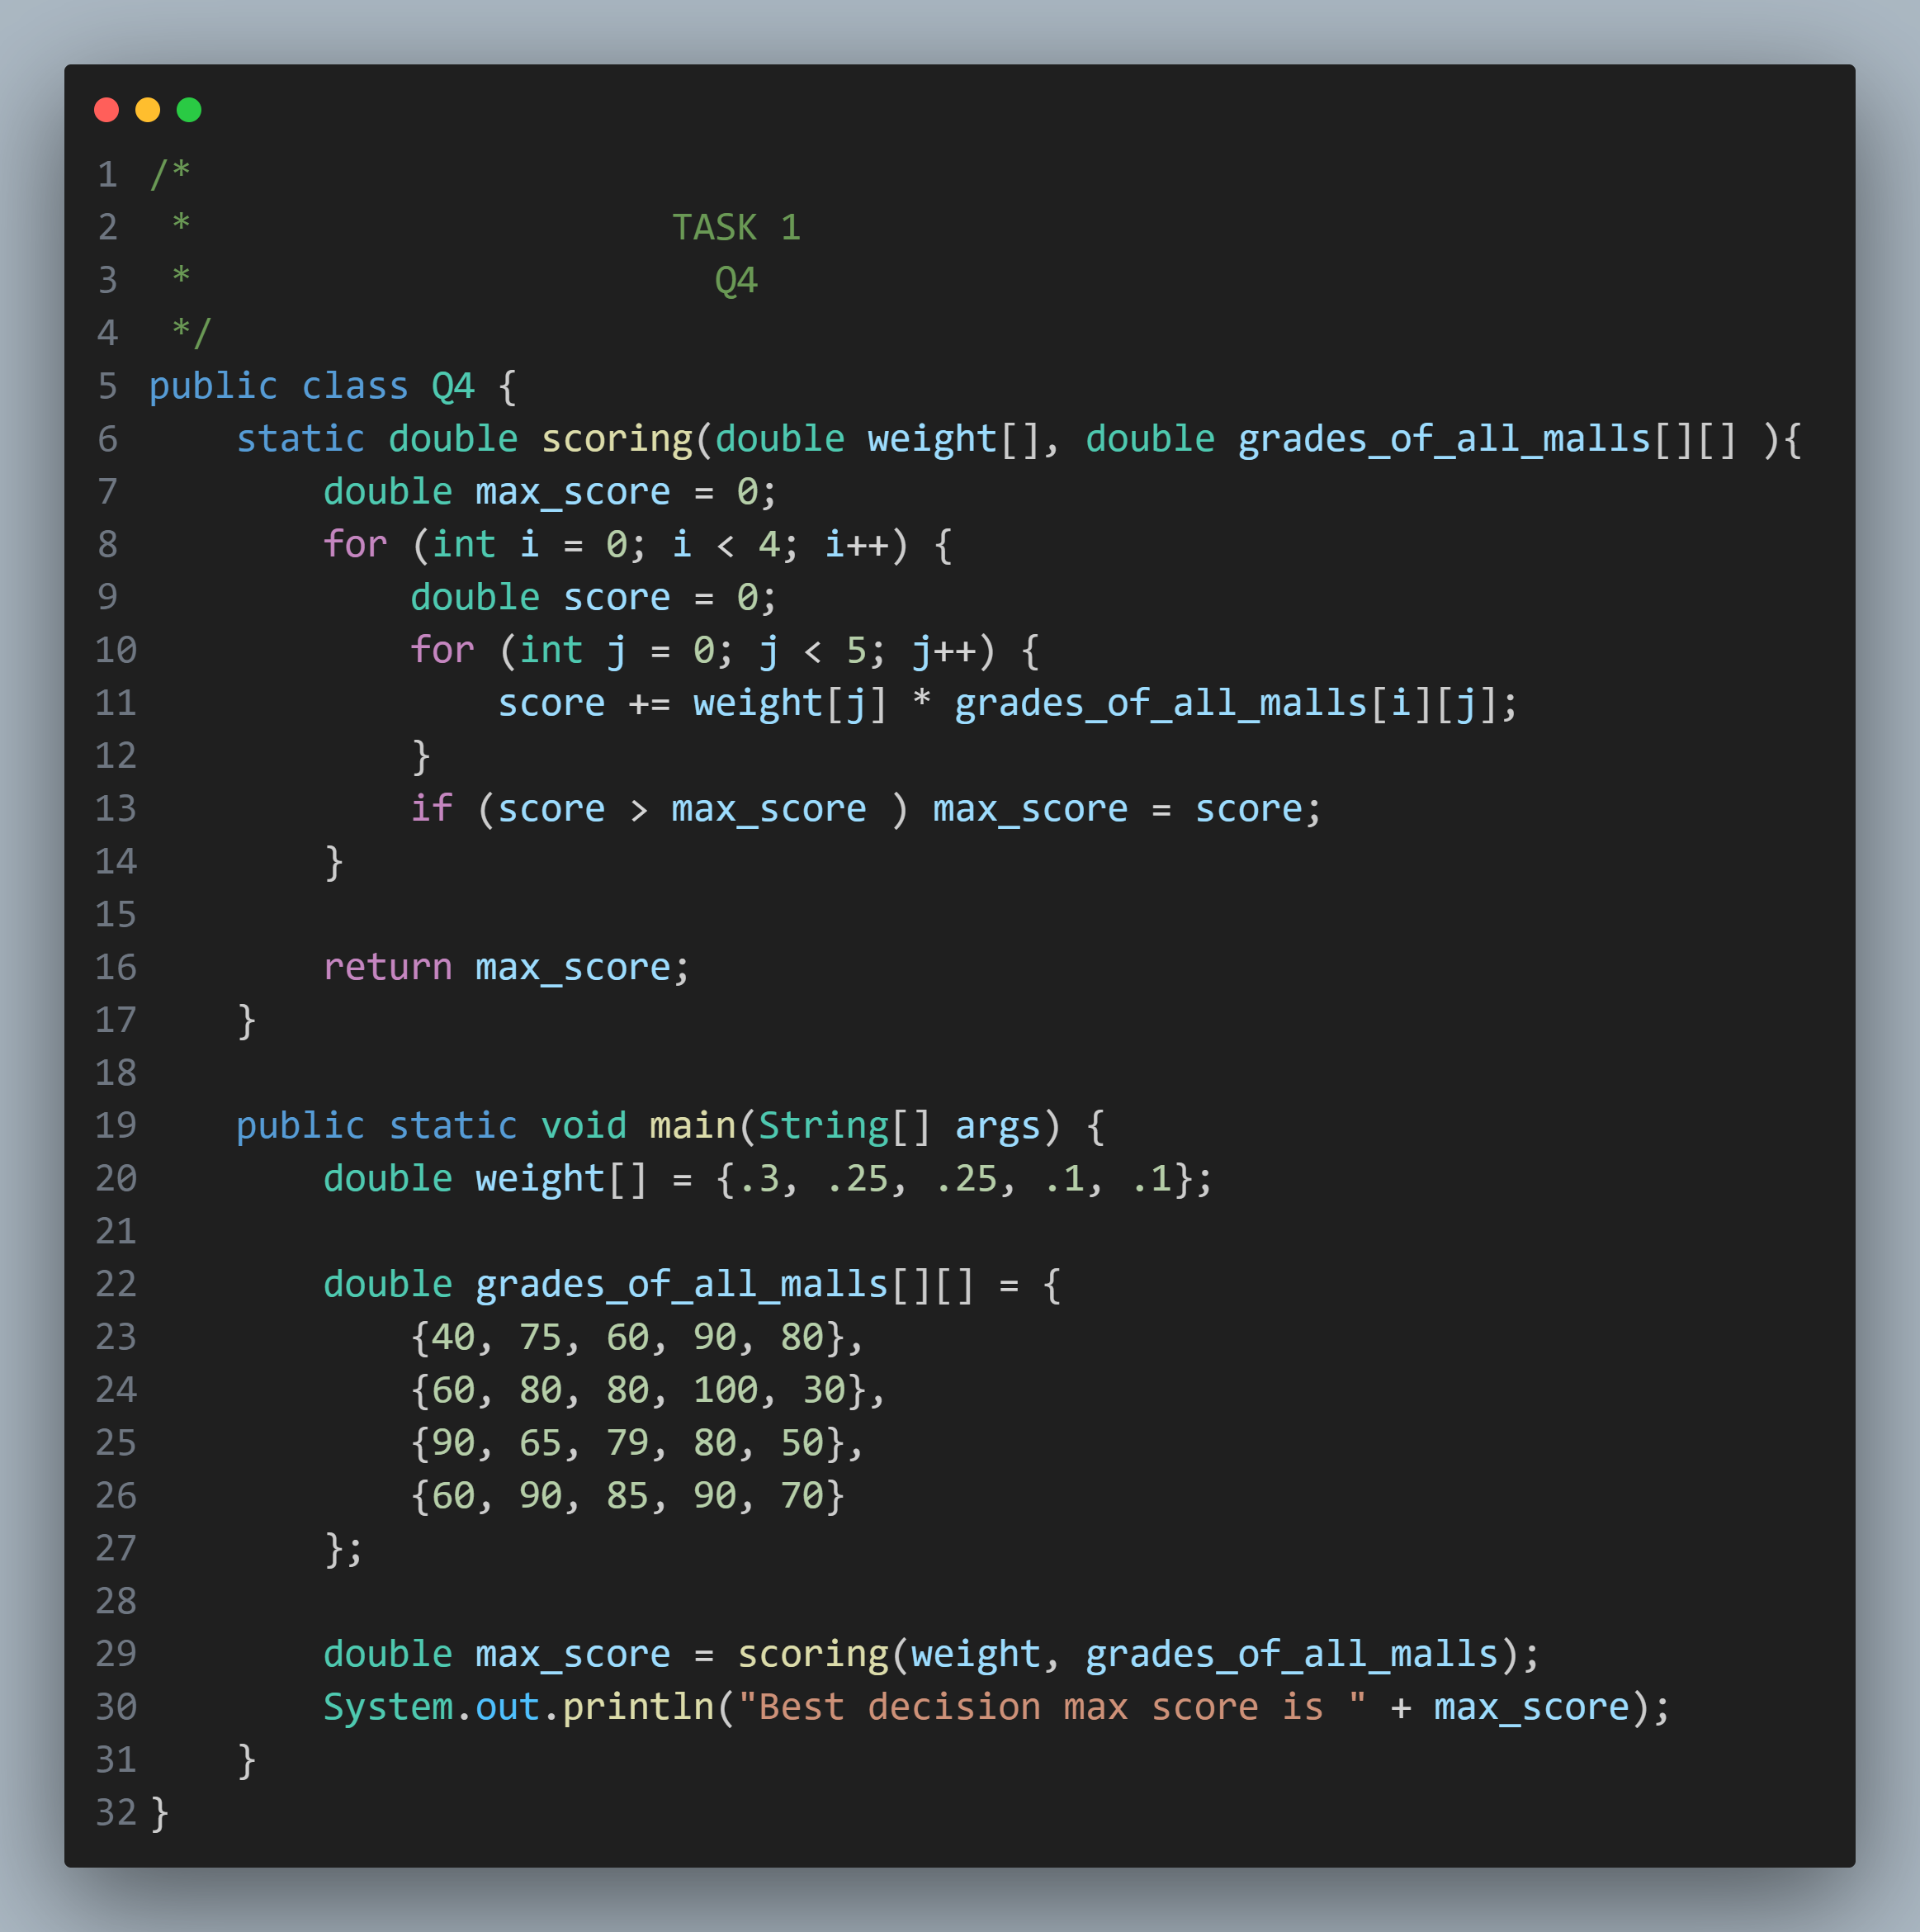 1 /*
2  *                      TASK 1
3  *                        Q4
4  */
5 public class Q4 {
6     static double scoring(double weight[], double grades_of_all_malls[][] ){
7         double max_score = 0;
8         for (int i = 0; i < 4; i++) {
9             double score = 0;
10             for (int j = 0; j < 5; j++) {
11                 score += weight[j] * grades_of_all_malls[i][j];
12             }
13             if (score > max_score ) max_score = score;
14         }
15
16         return max_score;
17     }
18
19     public static void main(String[] args) {
20         double weight[] = {.3, .25, .25, .1, .1};
21
22         double grades_of_all_malls[][] = {
23             {40, 75, 60, 90, 80},
24             {60, 80, 80, 100, 30},
25             {90, 65, 79, 80, 50},
26             {60, 90, 85, 90, 70}
27         };
28
29         double max_score = scoring(weight, grades_of_all_malls);
30         System.out.println("Best decision max score is " + max_score);
31     }
32 }